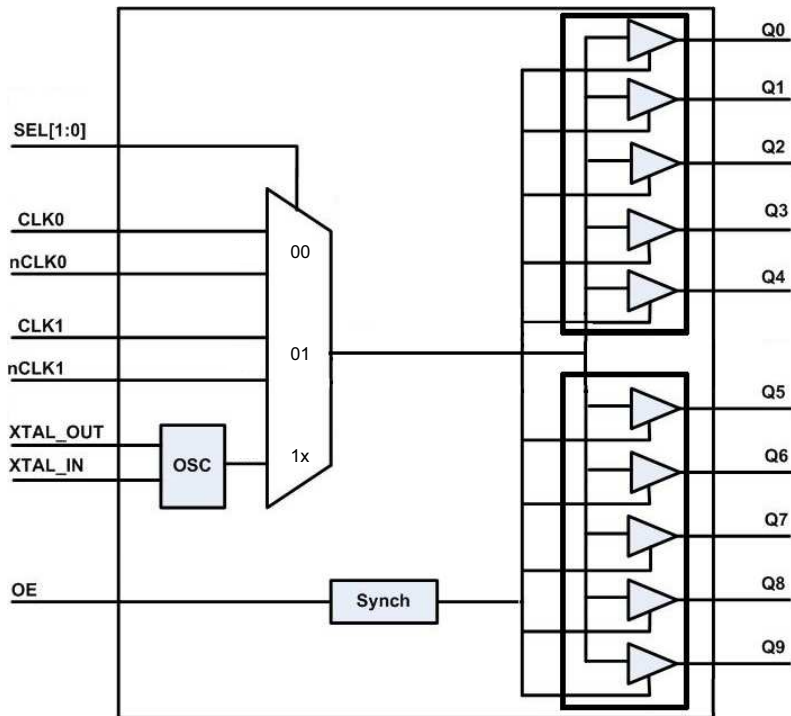 SEL[1:0]
CLK0
nCLK0
CLK1
nCLK1
XTAL_OUT
XTAL_IN
OSC
OE
00
01
1x
Synch
Q0
Q1
Q2
Q3
Q4
Q5
Q6
Q7
Q8
Q9